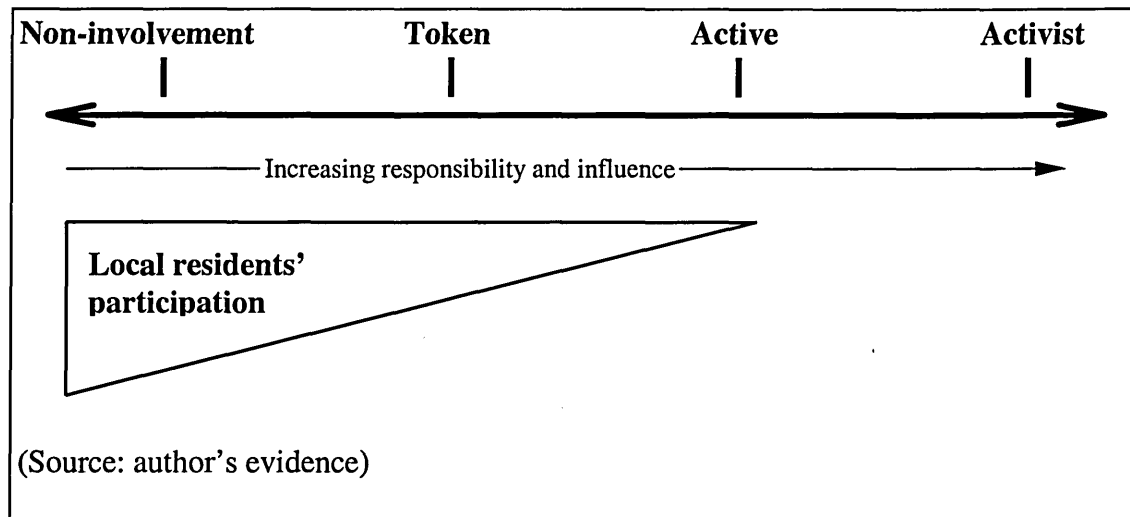 Non-involvement Token Active Activist
Increasing responsibility and influence
Local residents'
participation
(Source: author's evidence)